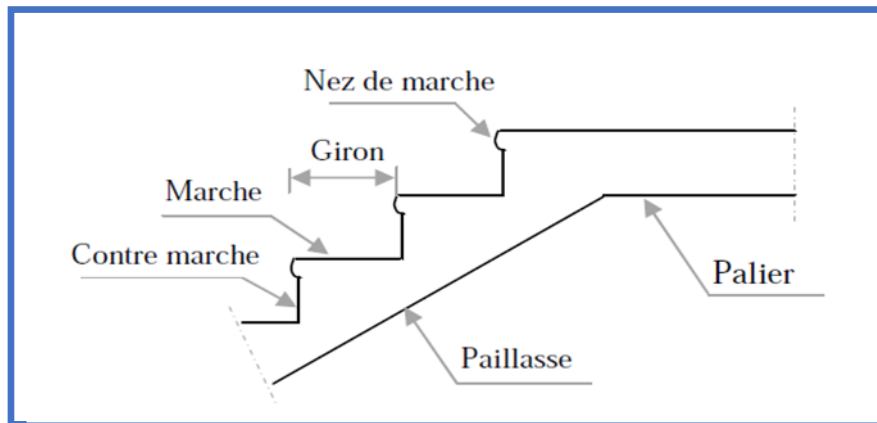 Nez de marche
Giron
Marche
Contre marche
Palier
Paillasse